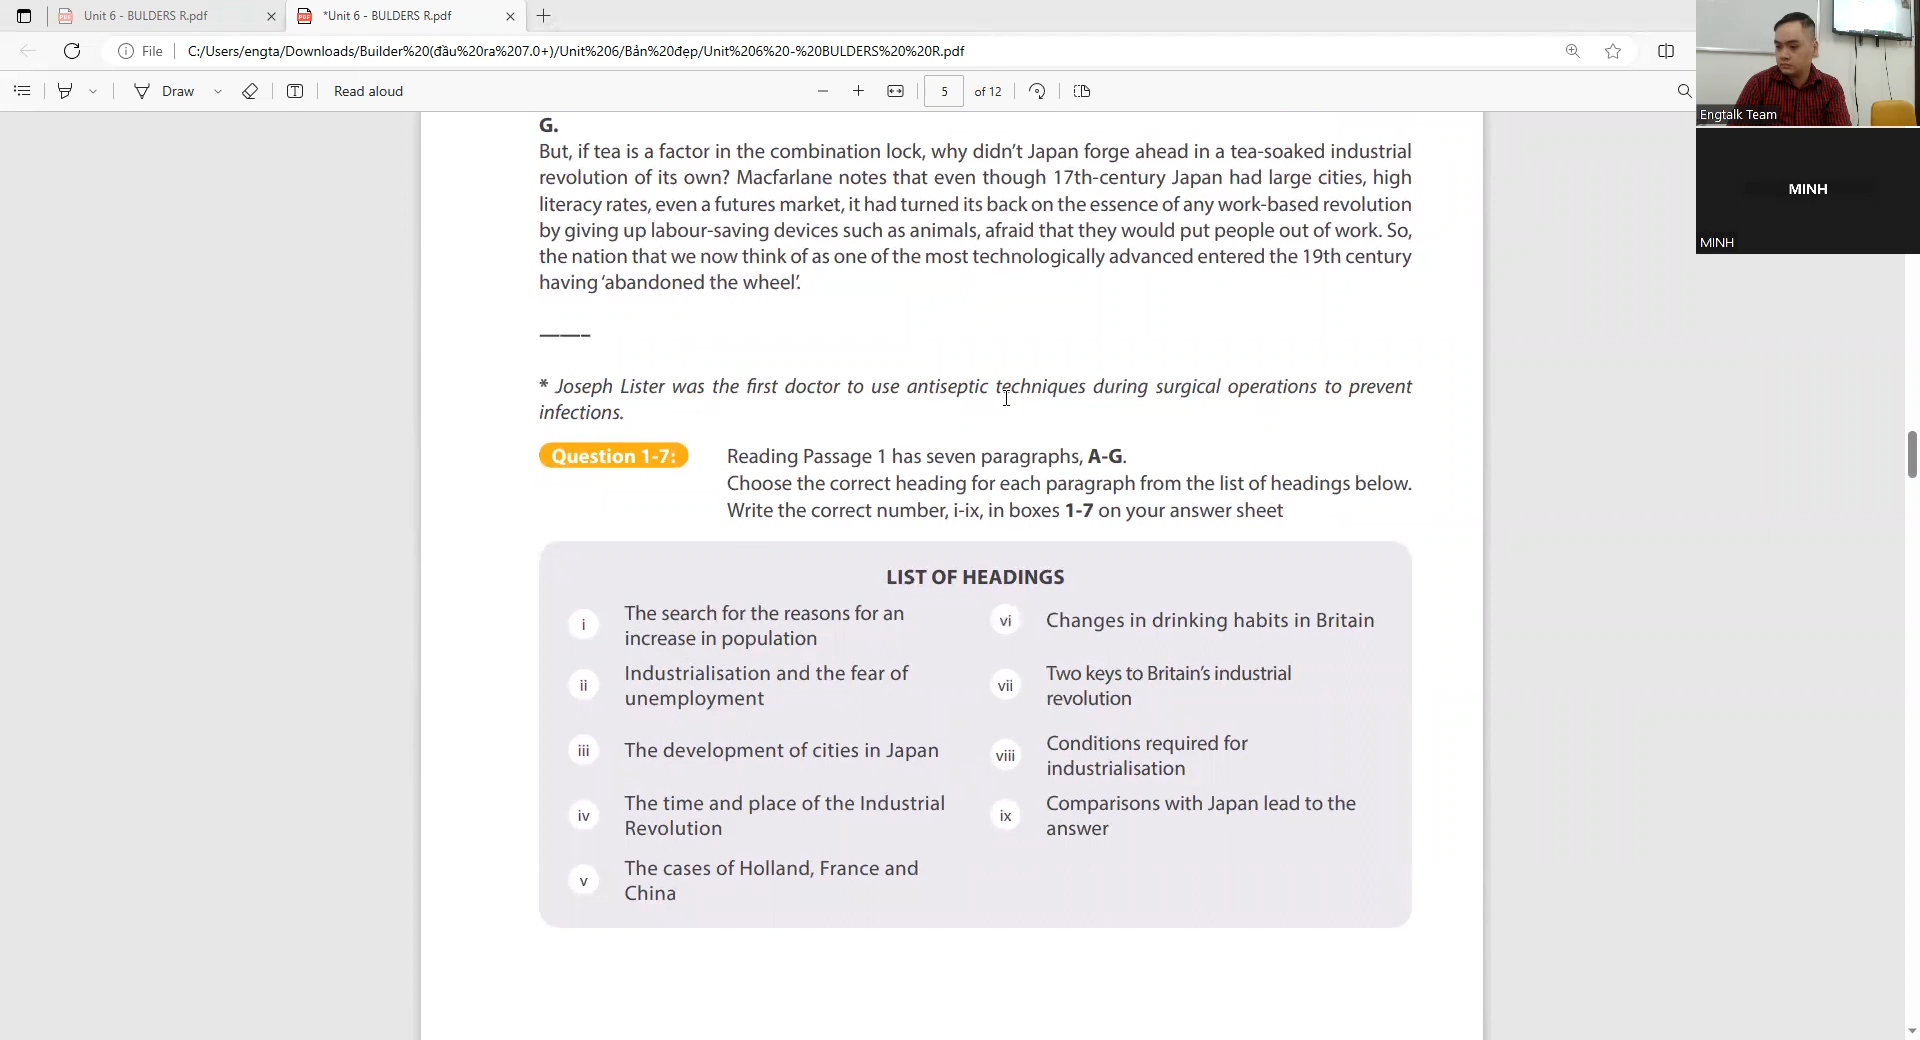 Unit 6 - BULDERS R.pdf
*Unit 6 - BULDERS R.pdf
File
C:/Users/engta/Downloads/Builder%20(đầu%20ra%207.0+)/Unit%206/Bản%20đẹp/Unit%206%20-%20BULDERS%20%20R.pdf
Draw
Read aloud
5 of 12
G.
But, if tea is a factor in the combination lock, why didn’t Japan forge ahead in a tea-soaked industrial
revolution of its own? Macfarlane notes that even though 17th-century Japan had large cities, high
literacy rates, even a futures market, it had turned its back on the essence of any work-based revolution
by giving up labour-saving devices such as animals, afraid that they would put people out of work. So,
the nation that we now think of as one of the most technologically advanced entered the 19th century
having ‘abandoned the wheel’.
* Joseph Lister was the first doctor to use antiseptic techniques during surgical operations to prevent
infections.
Question 1-7:
Reading Passage 1 has seven paragraphs, A-G.
Choose the correct heading for each paragraph from the list of headings below.
Write the correct number, i-ix, in boxes 1-7 on your answer sheet
LIST OF HEADINGS
i
The search for the reasons for an
increase in population
ii
Industrialisation and the fear of
unemployment
iii
The development of cities in Japan
iv
The time and place of the Industrial
Revolution
v
The cases of Holland, France and
China
vi
Changes in drinking habits in Britain
vii
Two keys to Britain’s industrial
revolution
viii
Conditions required for
industrialisation
ix
Comparisons with Japan lead to the
answer
Engtalk Team
MINH
MINH